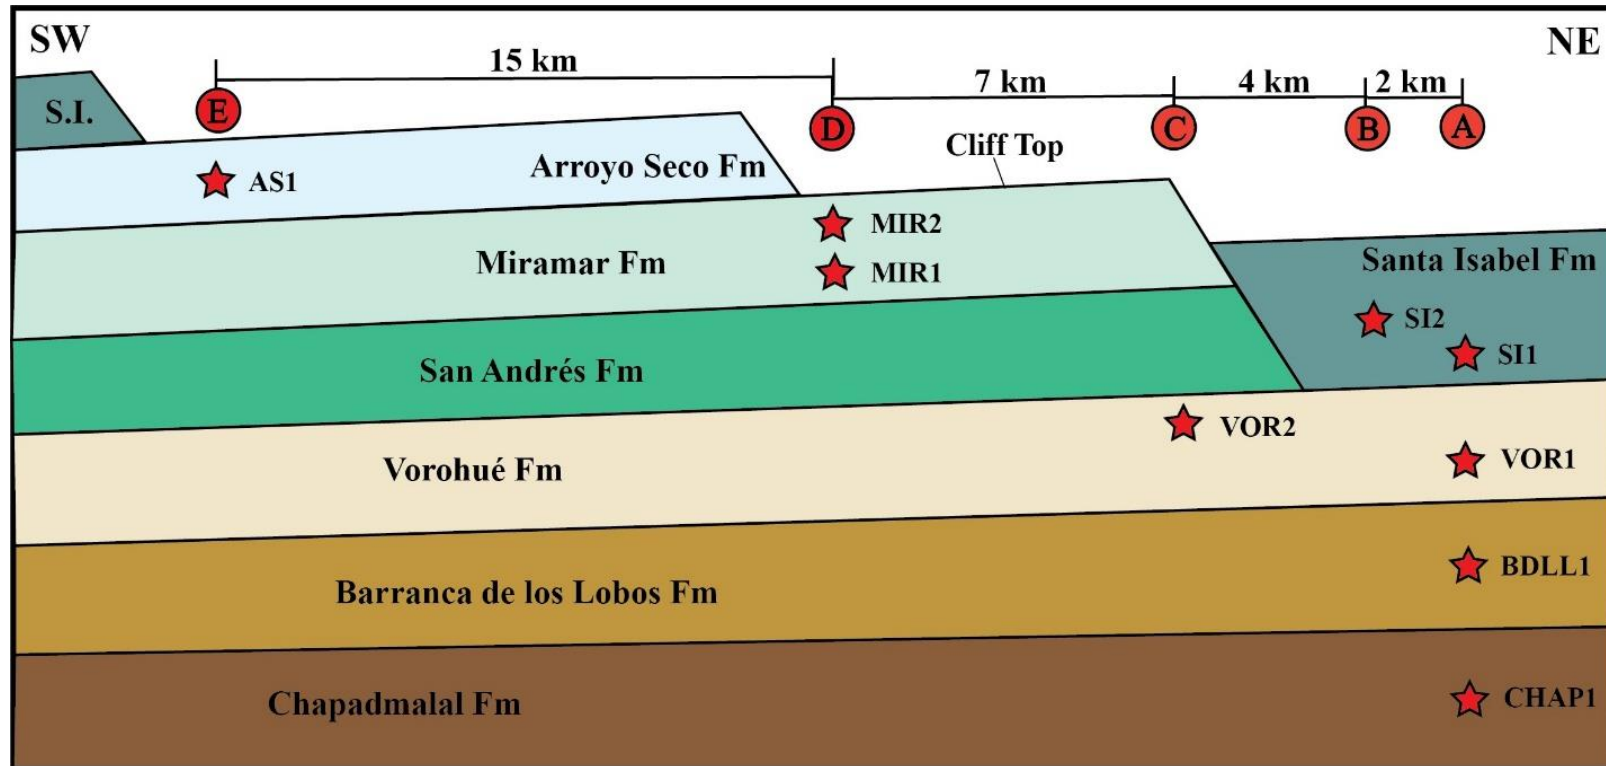 SW
NE
15 km
7 km
4 km
2 km
S.I.
E
D
C
B
A
Cliff Top
Arroyo Seco Fm
AS1
MIR2
Miramar Fm
MIR1
Santa Isabel Fm
SI2
SI1
San Andrés Fm
VOR2
Vorohué Fm
VOR1
BDLL1
Barranca de los Lobos Fm
Chapadmalal Fm
CHAP1